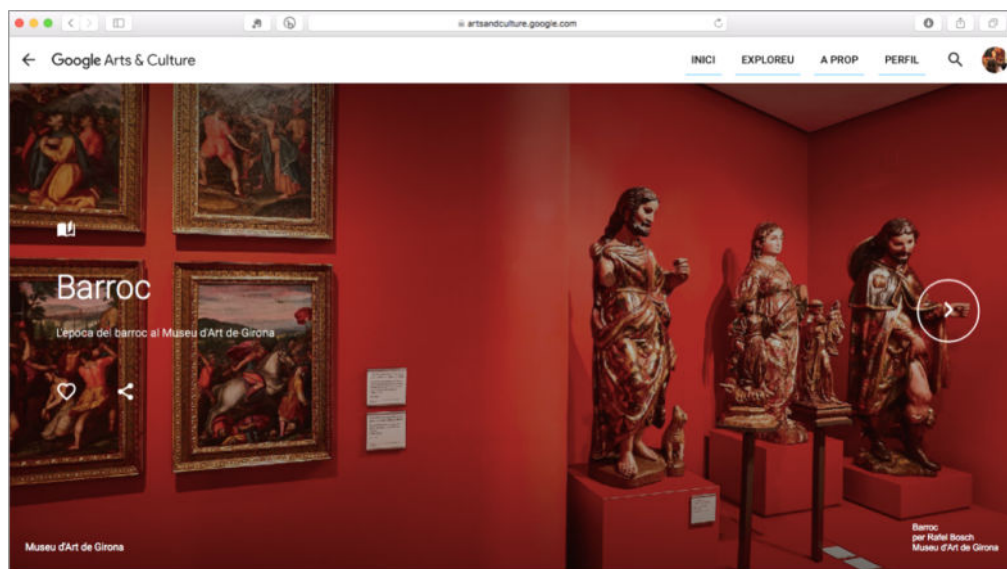 artsandculture.google.com
Google Arts & Culture
INICI EXPLOREU A PROP PERFIL
Barroc
L'època del barroc al Museu d'Art de Girona
Museu d'Art de Girona
Barroc
per Rafel Bosch
Museu d'Art de Girona